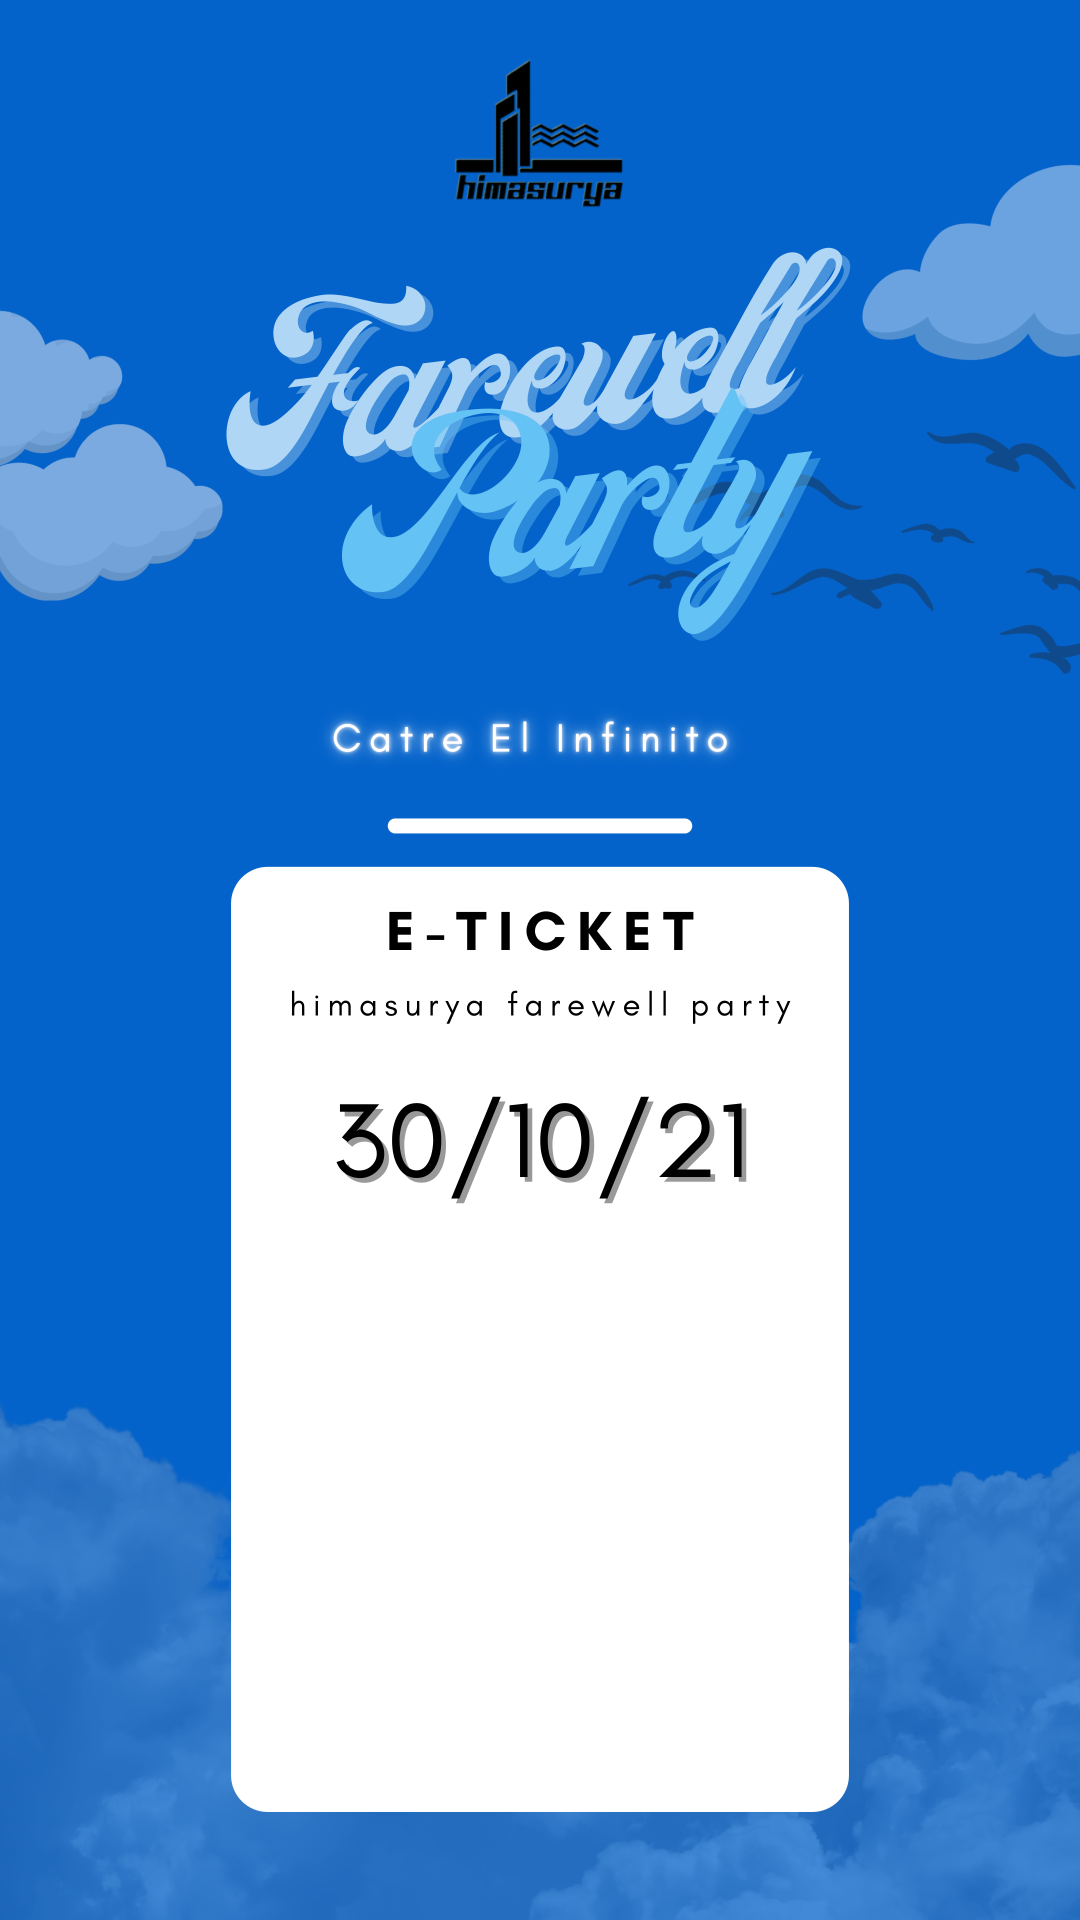 himasurya
Farewell
Party
Catre El Infinito
E-TICKET
himasurya farewell party
30/10/21